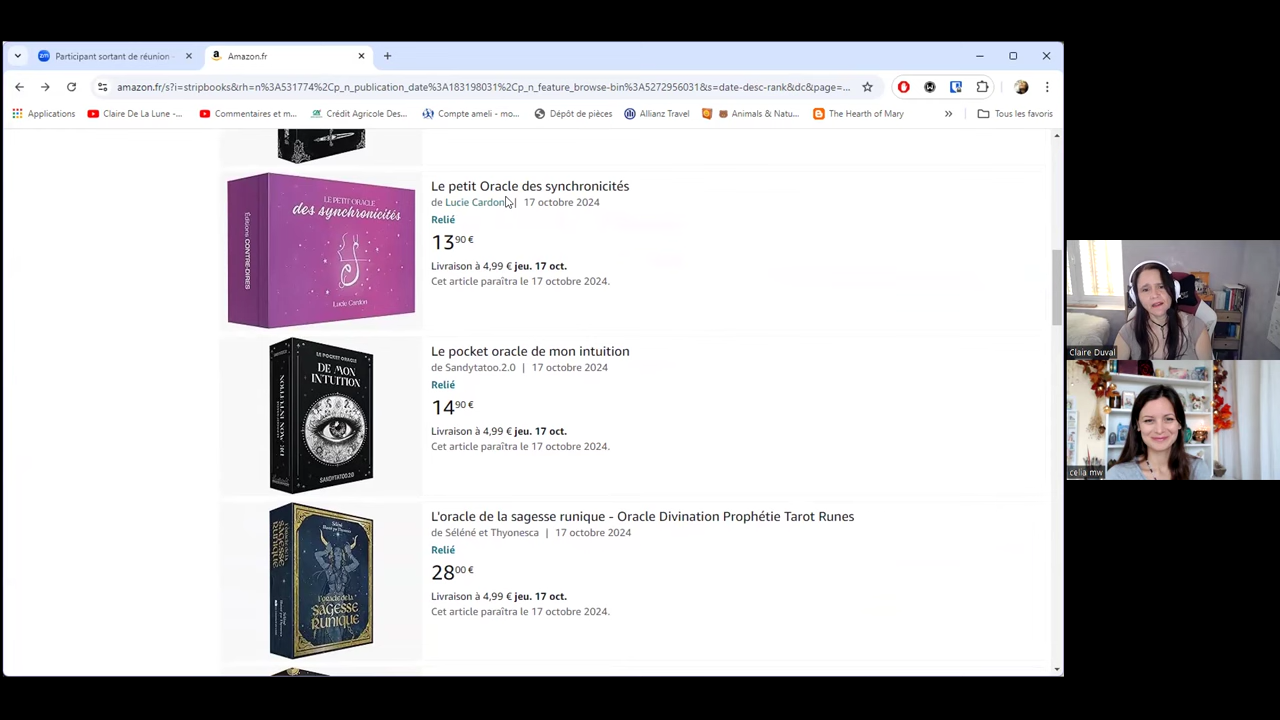 Participant sortant de réunion -
Amazon.fr
amazon.fr/s?i=stripbooks&rh=n%3A531774%2Cp_n_publication_date%3A183198031%2Cp_n_feature_browse-bin%3A5272956031&s=date-desc-rank&dc&page=...
Applications
Claire De La Lune -...
Commentaires et m...
Crédit Agricole Des...
Compte ameli - mo...
Dépôt de pièces
Allianz Travel
Animals & Natu...
The Hearth of Mary
»
Tous les favoris
Le petit Oracle des synchronicités
de Lucie Cardon | 17 octobre 2024
Relié
13,90 €
Livraison à 4,99 € jeu. 17 oct.
Cet article paraîtra le 17 octobre 2024.
Éditions CONTRE-DIRES
LE PETIT ORACLE
des synchronicités
Lucie Cardon
Le pocket oracle de mon intuition
de Sandytatoo.2.0 | 17 octobre 2024
Relié
14,90 €
Livraison à 4,99 € jeu. 17 oct.
Cet article paraîtra le 17 octobre 2024.
LE POCKET ORACLE
DE MON
INTUITION
SANDYTATOO2.0
L'oracle de la sagesse runique - Oracle Divination Prophétie Tarot Runes
de Séléné et Thyonesca | 17 octobre 2024
Relié
28,00 €
Livraison à 4,99 € jeu. 17 oct.
Cet article paraîtra le 17 octobre 2024.
L'ORACLE DE LA
SAGESSE
RUNIQUE
Claire Duval
celia mw